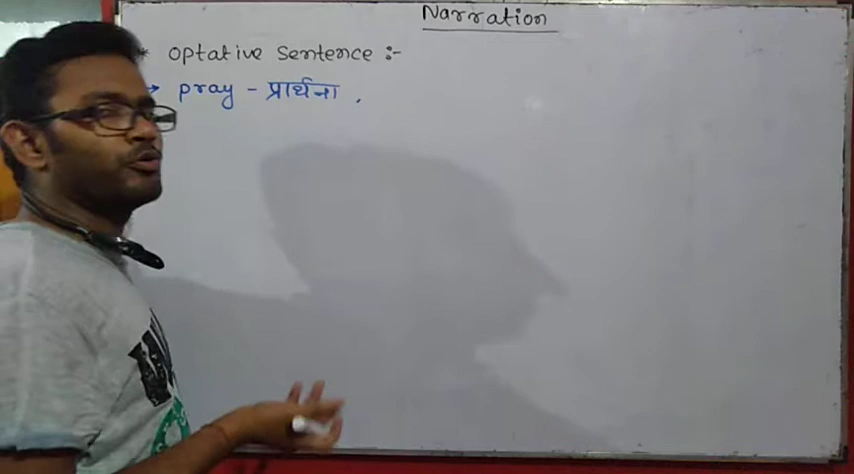 Narration
* Optative Sentence :-
→ pray - प्रार्थना ,